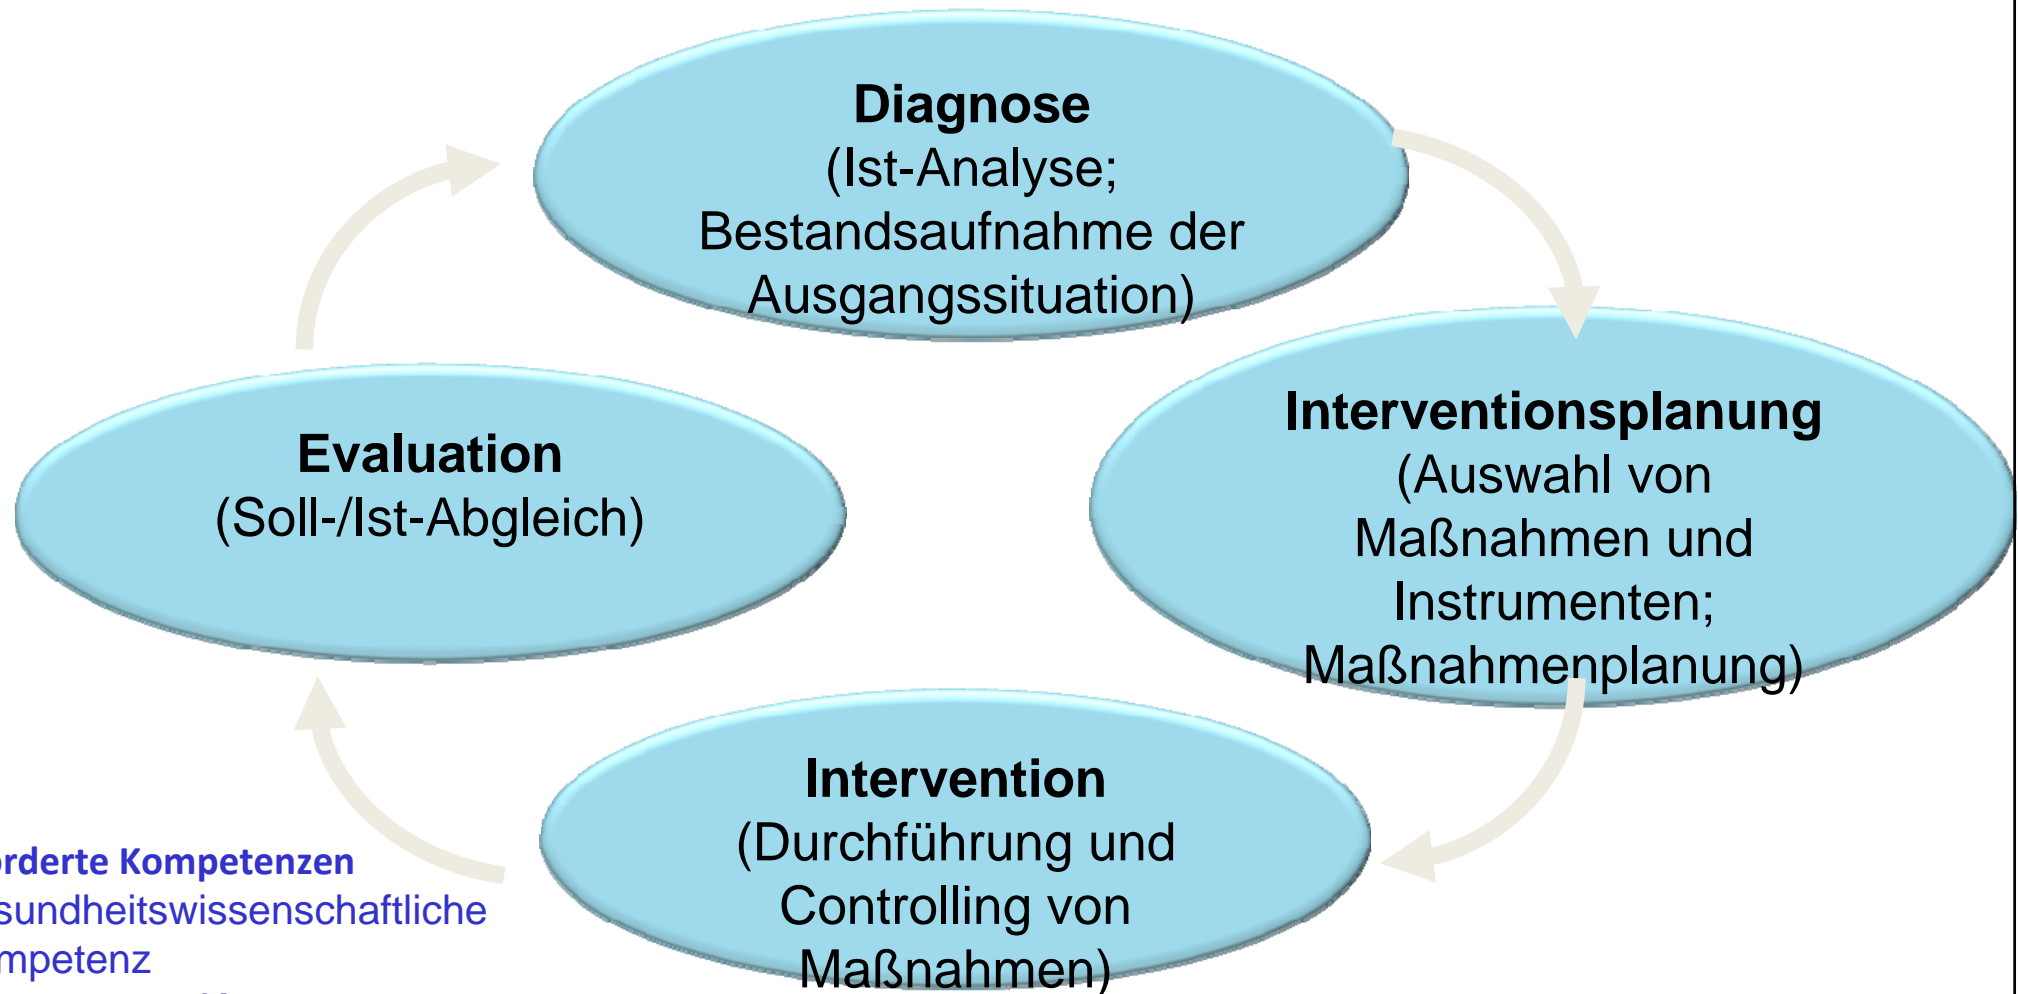 Diagnose
(Ist-Analyse;
Bestandsaufnahme der
Ausgangssituation)
Interventionsplanung
(Auswahl von
Maßnahmen und
Instrumenten;
Maßnahmenplanung)
Evaluation
(Soll-/Ist-Abgleich)
Intervention
(Durchführung und
Controlling von
Maßnahmen)
orderte Kompetenzen
sundheitswissenschaftliche
mpetenz